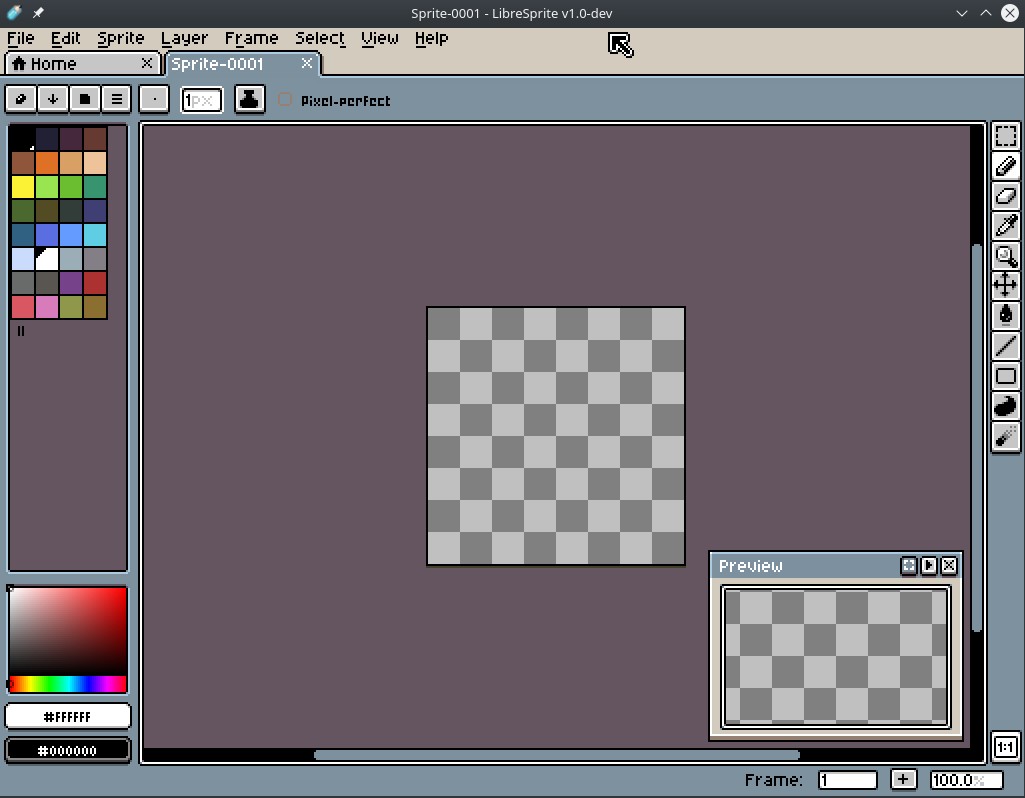 Sprite-0001 - LibreSprite v1.0-dev
File Edit Sprite Layer Frame Select View Help
Home Sprite-0001
1px Pixel-perfect
Preview
#FFFFFF
#000000
1:1
Frame: 1 + 100.0%